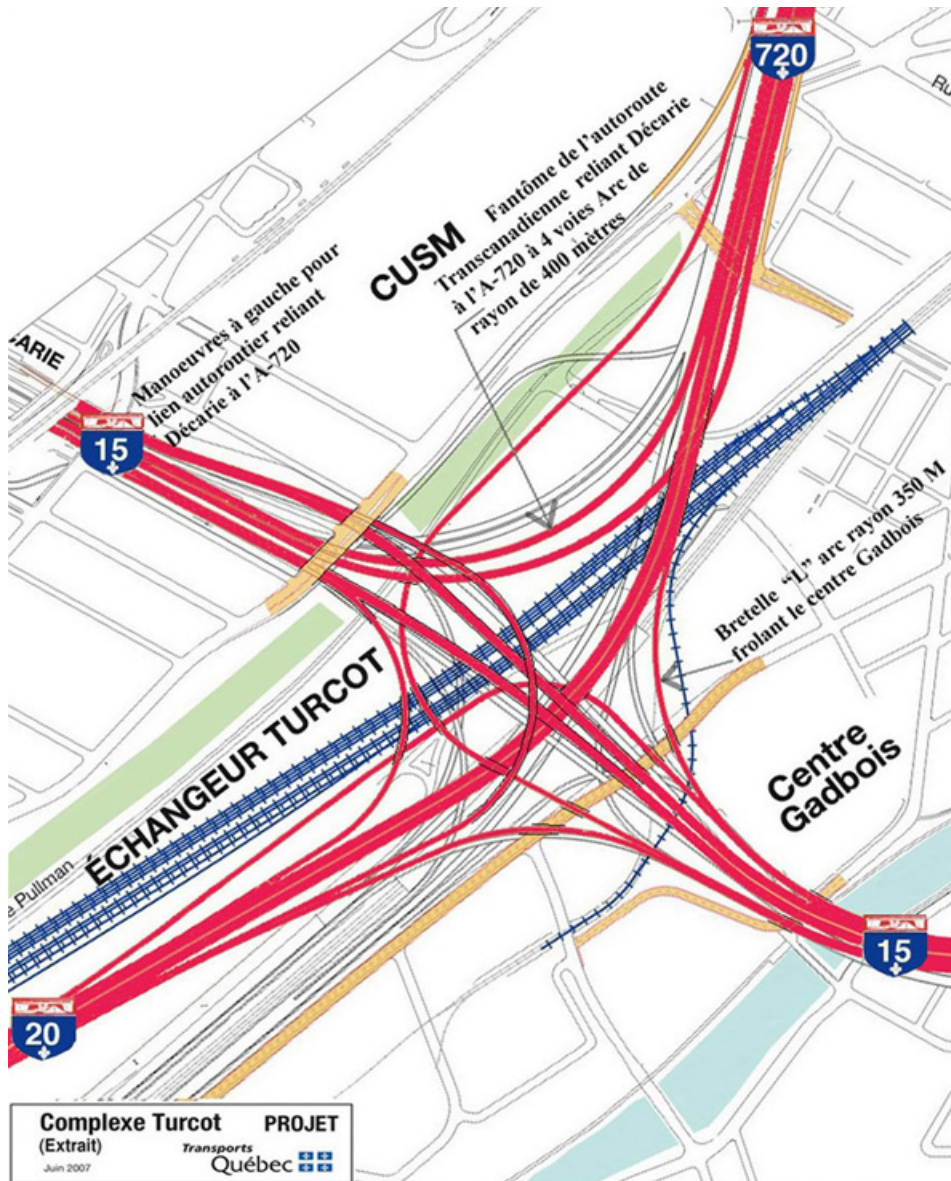 720
Ru
Fantôme de l'autoroute
Transcanadienne reliant Décarie
à l'A-720 à 4 voies Arc de
rayon de 400 mètres
CUSM
Manoeuvres à gauche pour
lien autorontier reliant
Décarie à l'A-720
CARIE
15
Bretelle "L" arc rayon 350 M
frolant le centre Gadbois
ÉCHANGEUR TURCOT
Centre
Gadbois
e Pullman
15
20
Complexe Turcot PROJET
(Extrait)
Juin 2007
Transports
Québec